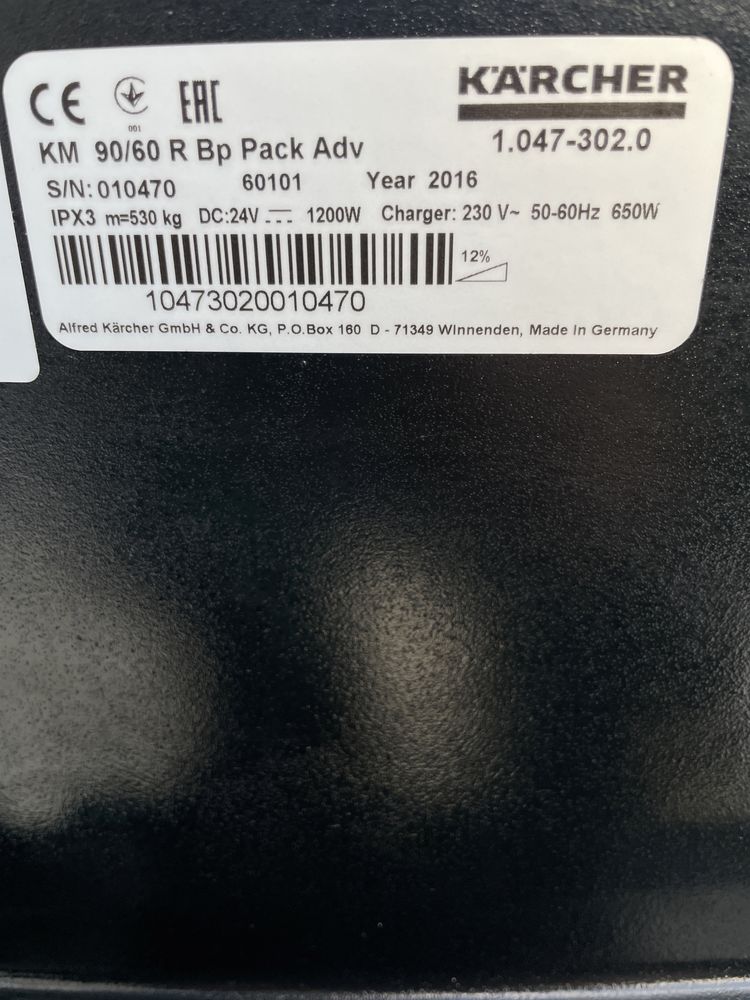 CE 001 EAC KÄRCHER
KM 90/60 R Bp Pack Adv 1.047-302.0
S/N: 010470 60101 Year 2016
IPX3 m=530 kg DC:24V ⎓ 1200W Charger: 230 V~ 50-60Hz 650W
12%
10473020010470
Alfred Kärcher GmbH & Co. KG, P.O.Box 160 D - 71349 Winnenden, Made in Germany